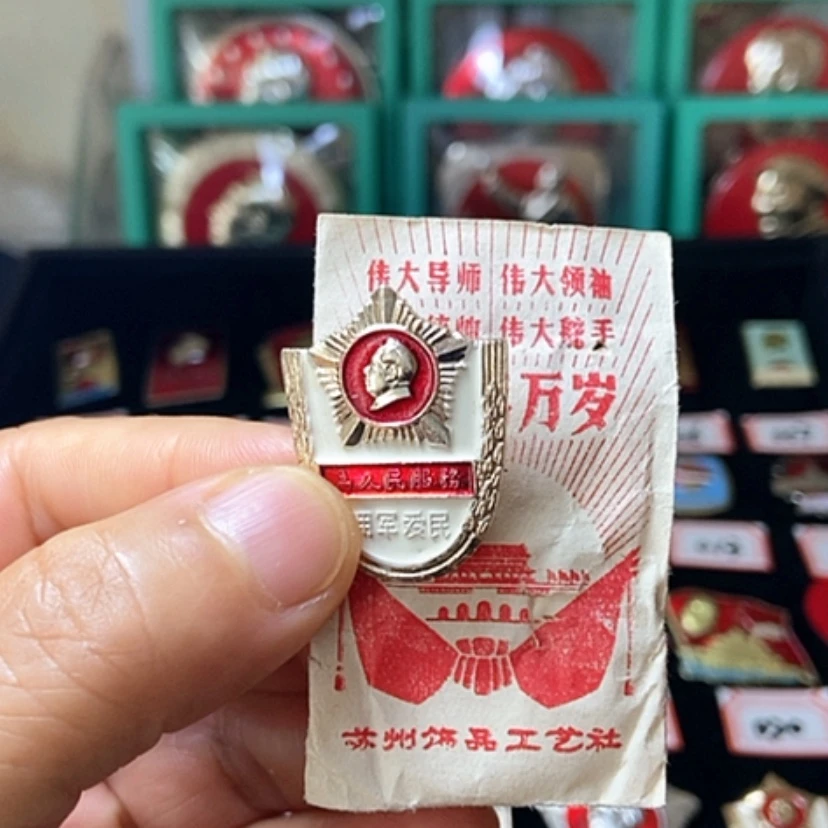 伟大导师 伟大领袖
伟大舵手
万岁
人民服务
拥军爱民
苏州饰品工艺社